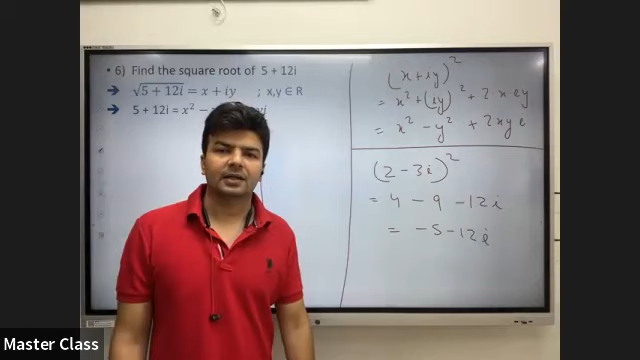 • 6) Find the square root of 5 + 12i
➔ √5 + 12i = x + iy ; x,y ∈ R
➔ 5 + 12i = x² − yi
(x + iy)²
= x² + (iy)² + 2·x iy
= x² − y² + 2xy i
(2 − 3i)²
= 4 − 9 − 12i
= −5 − 12i
Master Class